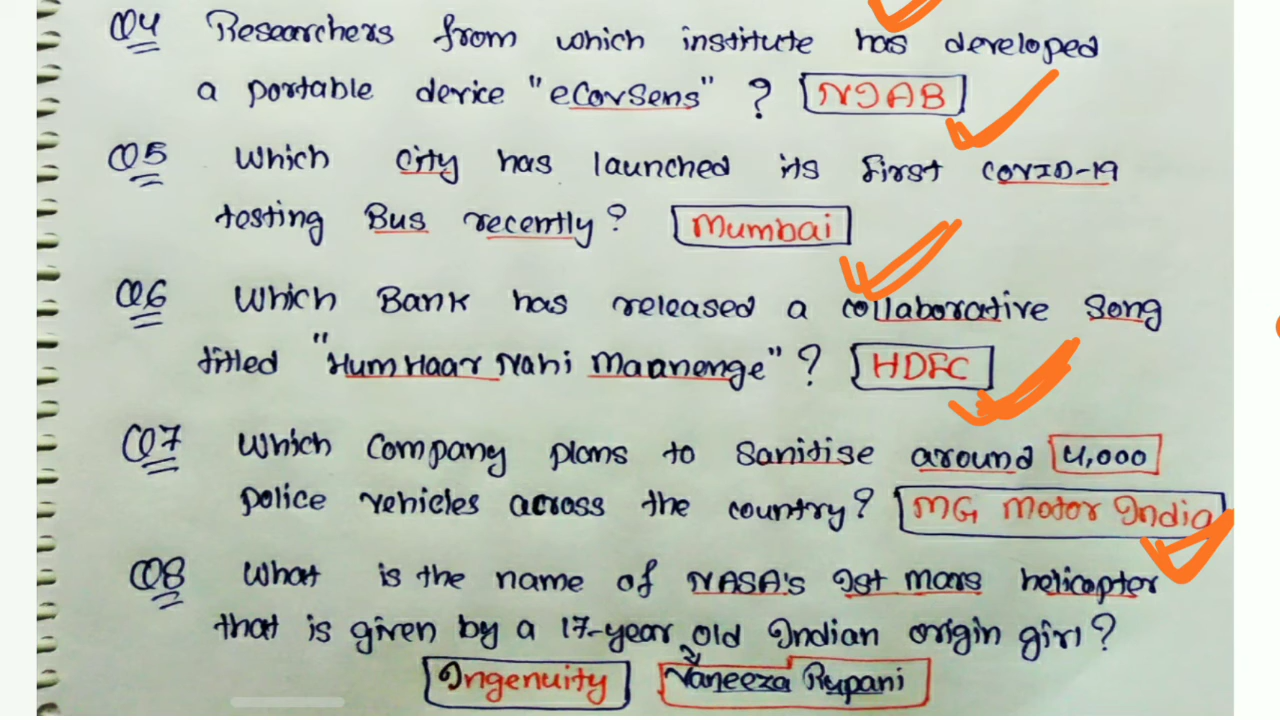 Q4 Researchers from which institute has developed
a portable device "eCovSens" ? NIAB
Q5 Which city has launched its first COVID-19
testing Bus recently? Mumbai
Q6 Which Bank has released a collaborative Song
titled "Hum Haar Nahi Maanenge" ? HDFC
Q7 Which Company plans to Sanitise around 4,000
police vehicles across the country? MG Motor India
Q8 What is the name of NASA's Ist mars helicopter
that is given by a 17-year old Indian origin girl?
Ingenuity Vaneeza Rupani